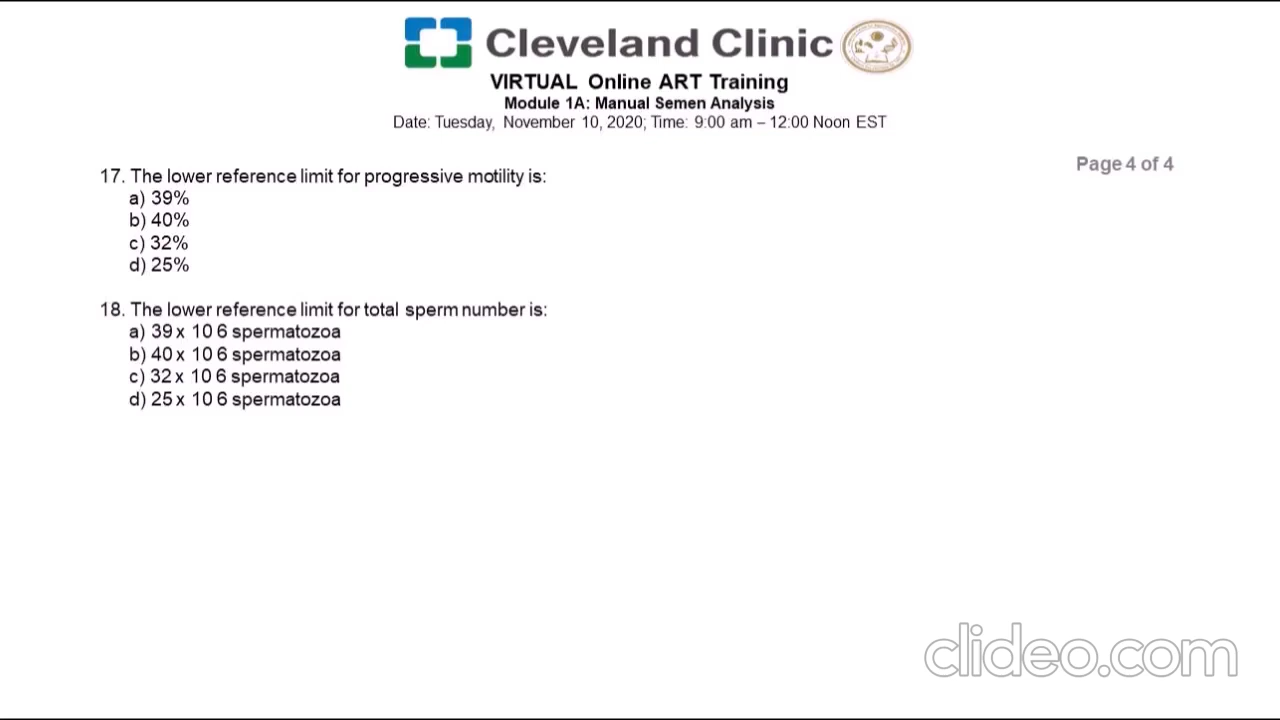 Cleveland Clinic
VIRTUAL Online ART Training
Module 1A: Manual Semen Analysis
Date: Tuesday, November 10, 2020; Time: 9:00 am – 12:00 Noon EST
Page 4 of 4
17. The lower reference limit for progressive motility is:
a) 39%
b) 40%
c) 32%
d) 25%
18. The lower reference limit for total sperm number is:
a) 39 x 10 6 spermatozoa
b) 40 x 10 6 spermatozoa
c) 32 x 10 6 spermatozoa
d) 25 x 10 6 spermatozoa
clideo.com